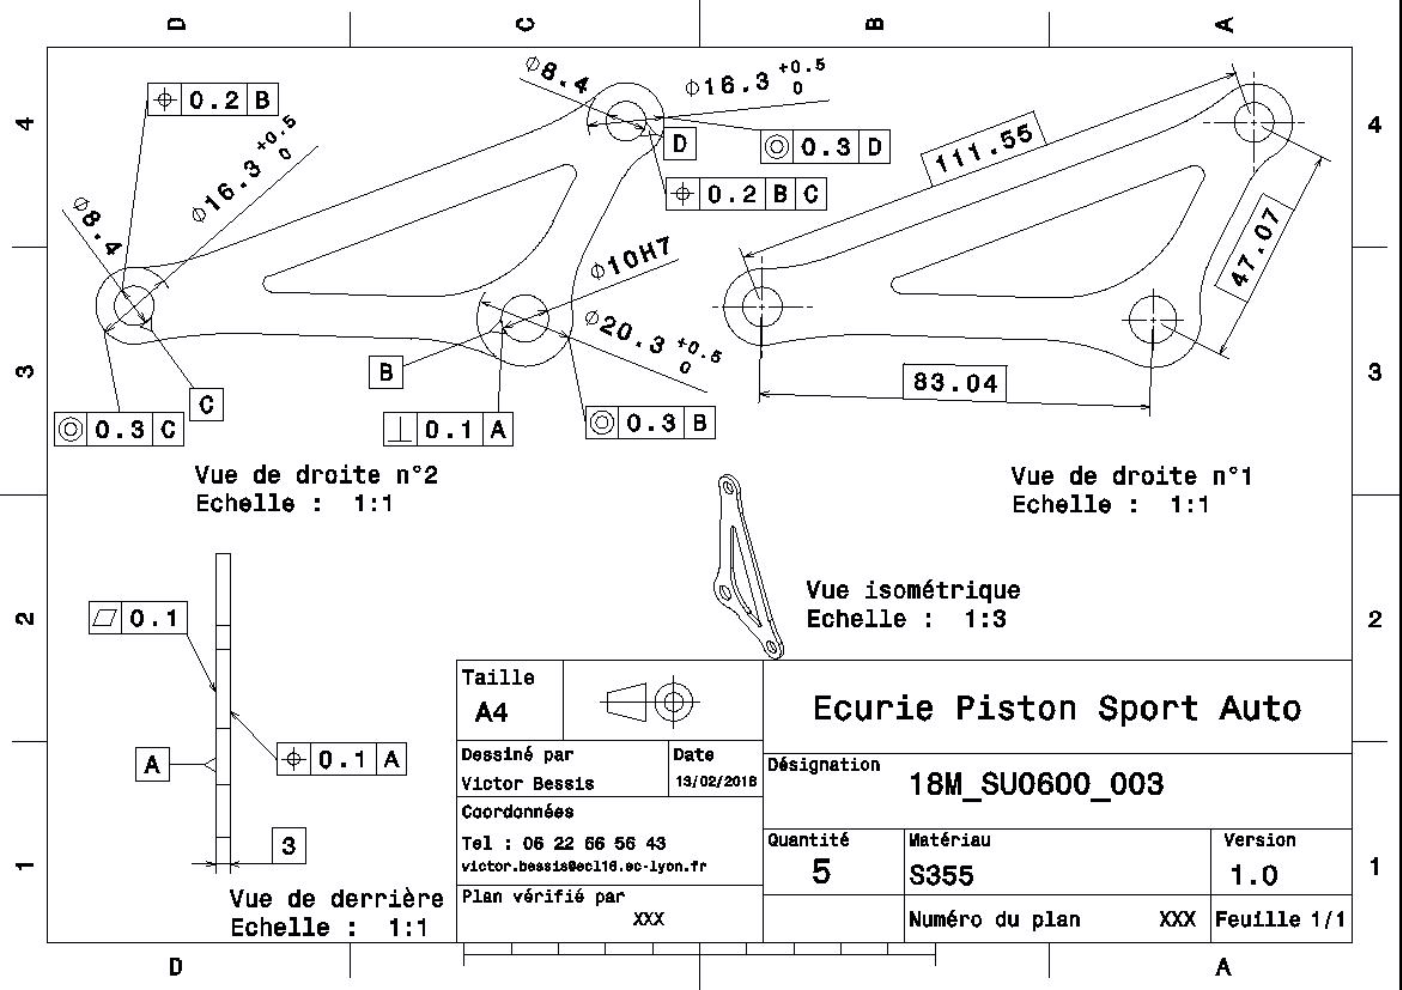 D C B A
4 4
⌖ 0.2 B
Ø16.3 +0.5 0
Ø8.4
Ø8.4
Ø16.3 +0.5 0
D
◎ 0.3 D
⌖ 0.2 B C
111.55
47.07
Ø10H7
Ø20.3 +0.5 0
3 3
B
83.04
C
◎ 0.3 C
⊥ 0.1 A
◎ 0.3 B
Vue de droite n°2
Echelle : 1:1
Vue de droite n°1
Echelle : 1:1
Vue isométrique
Echelle : 1:3
2 2
⏥ 0.1
A
⌖ 0.1 A
3
Vue de derrière
Echelle : 1:1
1 1
Taille
A4
Ecurie Piston Sport Auto
Dessiné par
Victor Bessis
Date
13/02/2018
Désignation
18M_SU0600_003
Coordonnées
Tel : 06 22 66 56 43
victor.bessis@ecl16.ec-lyon.fr
Quantité
5
Matériau
S355
Version
1.0
Plan vérifié par
XXX
Numéro du plan XXX
Feuille 1/1
D A